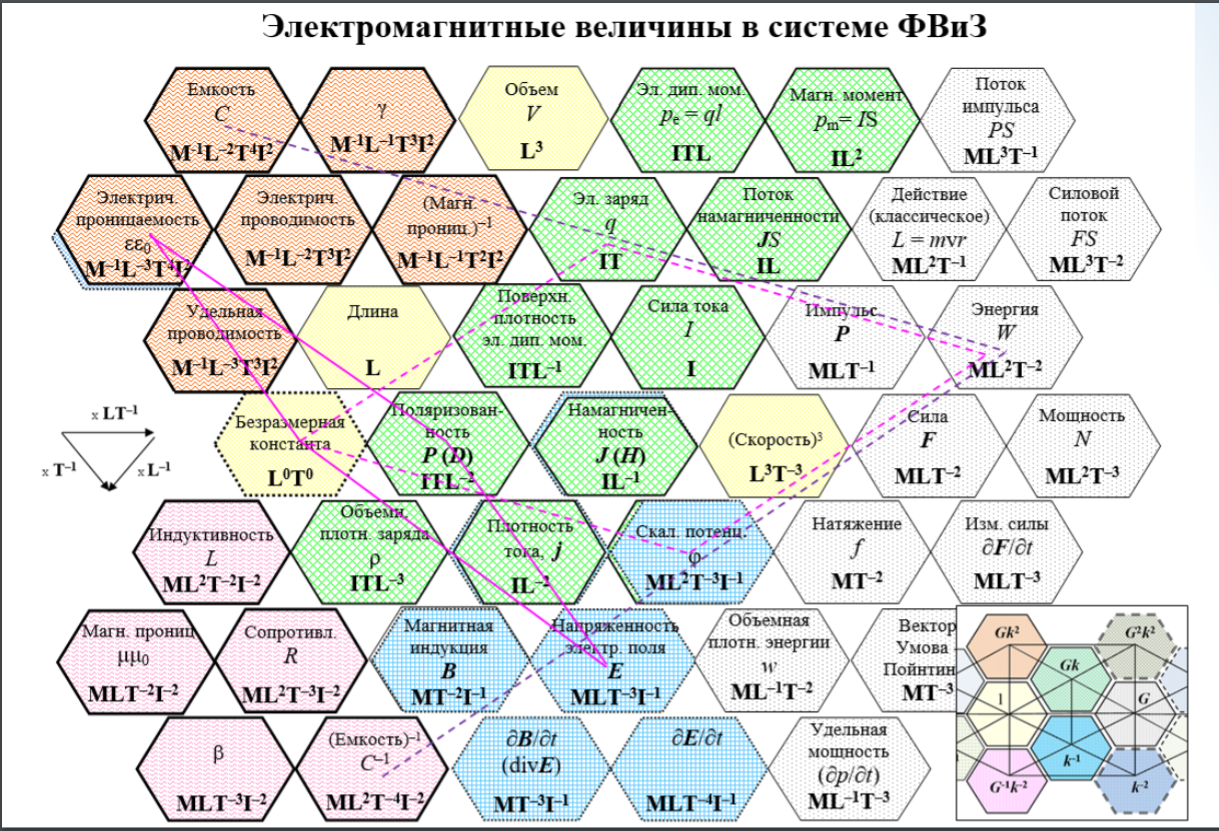 Электромагнитные величины в системе ФВиЗ
Емкость
C
M⁻¹L⁻²T⁴I²
γ
M⁻¹L⁻¹T³I²
Объем
V
L³
Эл. дип. мом.
pₑ = ql
ITL
Магн. момент
pₘ= IS
IL²
Поток
импульса
PS
ML³T⁻¹
Электрич.
проницаемость
εε₀
M⁻¹L⁻³T⁴I²
Электрич.
проводимость
M⁻¹L⁻²T³I²
(Магн.
прониц.)⁻¹
M⁻¹L⁻¹T²I²
Эл. заряд
q
IT
Поток
намагниченности
JS
IL
Действие
(классическое)
L = mvr
ML²T⁻¹
Силовой
поток
FS
ML³T⁻²
Удельная
проводимость
M⁻¹L⁻³T³I²
Длина
L
Поверхн.
плотность
эл. дип. мом.
ITL⁻¹
Сила тока
I
I
Импульс
P
MLT⁻¹
Энергия
W
ML²T⁻²
x LT⁻¹
x T⁻¹
x L⁻¹
Безразмерная
константа
L⁰T⁰
Поляризован-
ность
P (D)
ITL⁻²
Намагничен-
ность
J (H)
IL⁻¹
(Скорость)³
L³T⁻³
Сила
F
MLT⁻²
Мощность
N
ML²T⁻³
Индуктивность
L
ML²T⁻²I⁻²
Объемн.
плотн. заряда
ρ
ITL⁻³
Плотность
тока, j
IL⁻²
Скал. потенц.
φ
ML²T⁻³I⁻¹
Натяжение
f
MT⁻²
Изм. силы
∂F/∂t
MLT⁻³
Магн. прониц
μμ₀
MLT⁻²I⁻²
Сопротивл.
R
ML²T⁻³I⁻²
Магнитная
индукция
B
MT⁻²I⁻¹
Напряженность
электр. поля
E
MLT⁻³I⁻¹
Объемная
плотн. энергии
w
ML⁻¹T⁻²
Вектор
Умова
Пойнтин
MT⁻³
β
MLT⁻³I⁻²
(Емкость)⁻¹
C⁻¹
ML²T⁻⁴I⁻²
∂B/∂t
(divE)
MT⁻³I⁻¹
∂E/∂t
MLT⁻⁴I⁻¹
Удельная
мощность
(∂p/∂t)
ML⁻¹T⁻³
Gk²
G²k²
Gk
1
G
k⁻¹
G⁻¹k⁻²
k⁻²